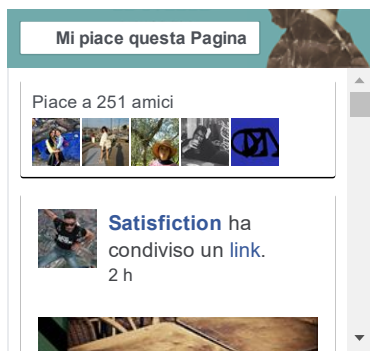 Mi piace questa Pagina
Piace a 251 amici
Satisfiction ha
condiviso un link.
2 h